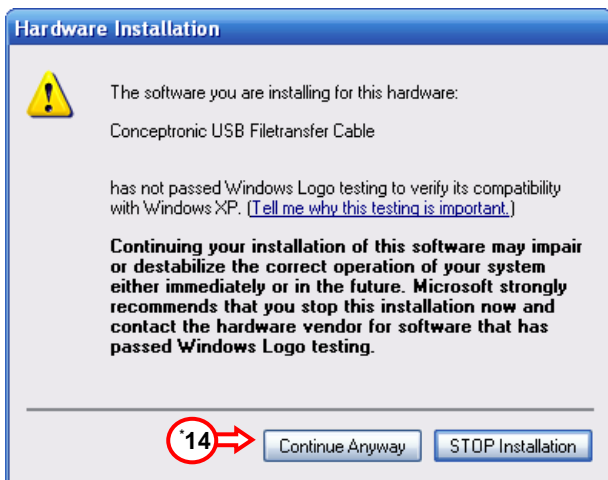 Hardware Installation
The software you are installing for this hardware:
Conceptronic USB Filetransfer Cable
has not passed Windows Logo testing to verify its compatibility
with Windows XP. (Tell me why this testing is important.)
Continuing your installation of this software may impair
or destabilize the correct operation of your system
either immediately or in the future. Microsoft strongly
recommends that you stop this installation now and
contact the hardware vendor for software that has
passed Windows Logo testing.
*14 Continue Anyway STOP Installation